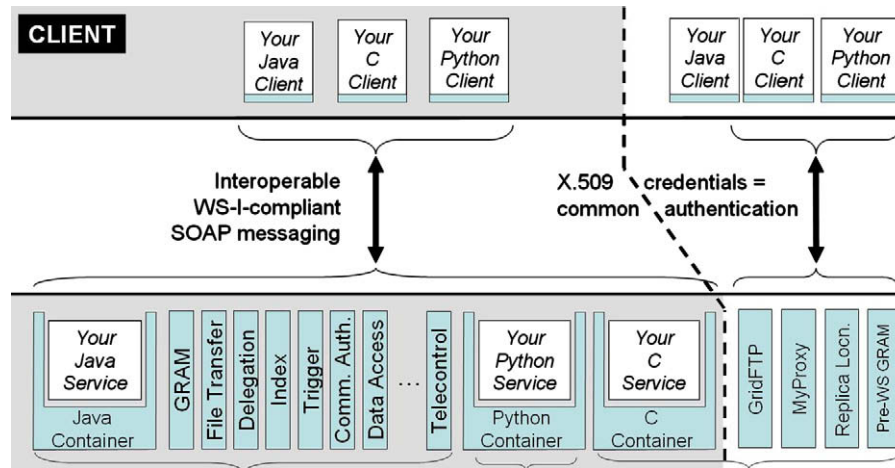 CLIENT
Your
Java
Client
Your
C
Client
Your
Python
Client
Your
Java
Client
Your
C
Client
Your
Python
Client
Interoperable
WS-I-compliant
SOAP messaging
X.509 credentials =
common authentication
Your
Java
Service
Java
Container
GRAM
File Transfer
Delegation
Index
Trigger
Comm. Auth.
Data Access
...
Telecontrol
Your
Python
Service
Python
Container
Your
C
Service
C
Container
GridFTP
MyProxy
Replica Locn.
Pre-WS GRAM